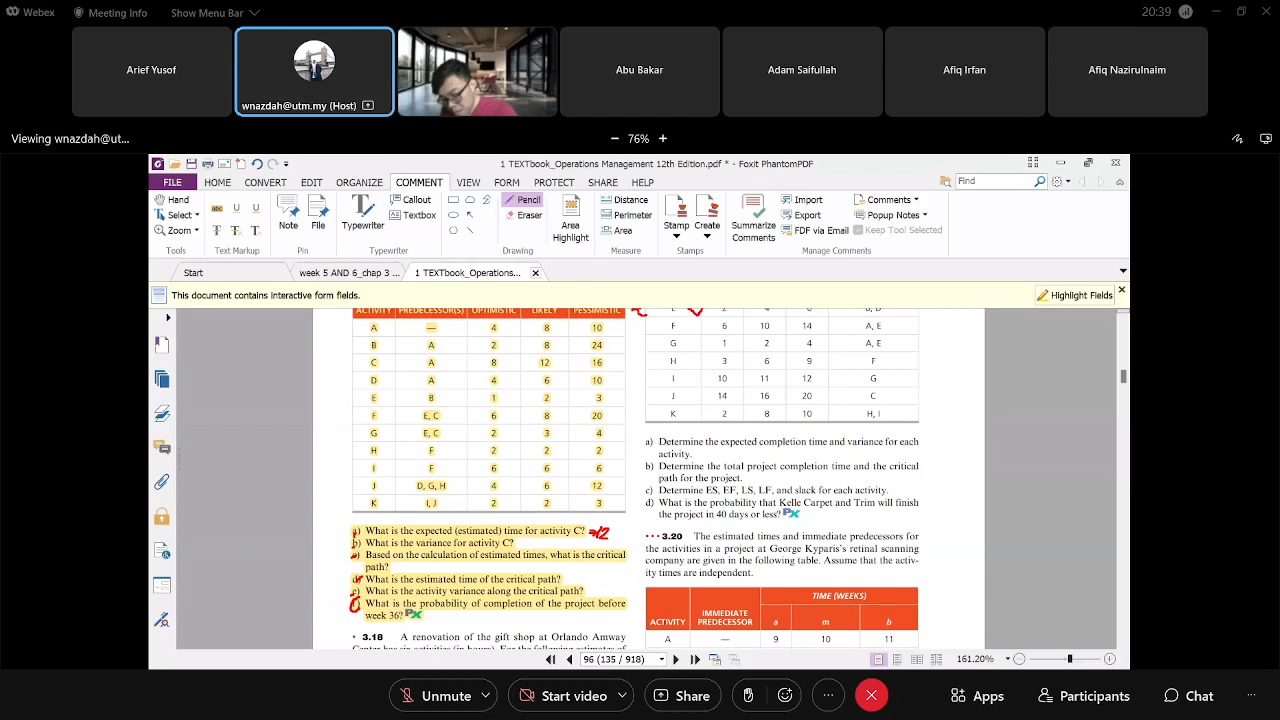 Webex Meeting Info Show Menu Bar 20:39
Arief Yusof
wnazdah@utm.my (Host)
Abu Bakar
Adam Saifullah
Afiq Irfan
Afiq Nazirulnaim
Viewing wnazdah@ut...
76%
1 TEXTbook_Operations Management 12th Edition.pdf * - Foxit PhantomPDF
FILE HOME CONVERT EDIT ORGANIZE COMMENT VIEW FORM PROTECT SHARE HELP Find
Hand
Select
Zoom
Tools
abc U U
T T T
Text Markup
Note
File
Pin
Typewriter
Callout
Textbox
Typewriter
Pencil
Eraser
Drawing
Area
Highlight
Distance
Perimeter
Area
Measure
Stamp
Create
Stamps
Summarize
Comments
Import
Export
FDF via Email
Comments
Popup Notes
Keep Tool Selected
Manage Comments
Start
week 5 AND 6_chap 3 ...
1 TEXTbook_Operations...
This document contains interactive form fields.
Highlight Fields
ACTIVITY PREDECESSOR(S) OPTIMISTIC LIKELY PESSIMISTIC
A — 4 8 10
B A 2 8 24
C A 8 12 16
D A 4 6 10
E B 1 2 3
F E, C 6 8 20
G E, C 2 3 4
H F 2 2 2
I F 6 6 6
J D, G, H 4 6 12
K I, J 2 2 3
a) What is the expected (estimated) time for activity C? 12
b) What is the variance for activity C?
c) Based on the calculation of estimated times, what is the critical
path?
d) What is the estimated time of the critical path?
e) What is the activity variance along the critical path?
f) What is the probability of completion of the project before
week 36? PX
• 3.18 A renovation of the gift shop at Orlando Amway
Center has six activities (in hours). For the following estimates of
F 6 10 14 A, E
G 1 2 4 A, E
H 3 6 9 F
I 10 11 12 G
J 14 16 20 C
K 2 8 10 H, I
a) Determine the expected completion time and variance for each
activity.
b) Determine the total project completion time and the critical
path for the project.
c) Determine ES, EF, LS, LF, and slack for each activity.
d) What is the probability that Kelle Carpet and Trim will finish
the project in 40 days or less? PX
••• 3.20 The estimated times and immediate predecessors for
the activities in a project at George Kyparis's retinal scanning
company are given in the following table. Assume that the activ-
ity times are independent.
TIME (WEEKS)
ACTIVITY IMMEDIATE PREDECESSOR a m b
A — 9 10 11
96 (135 / 918)
161.20%
Unmute Start video Share Apps Participants Chat